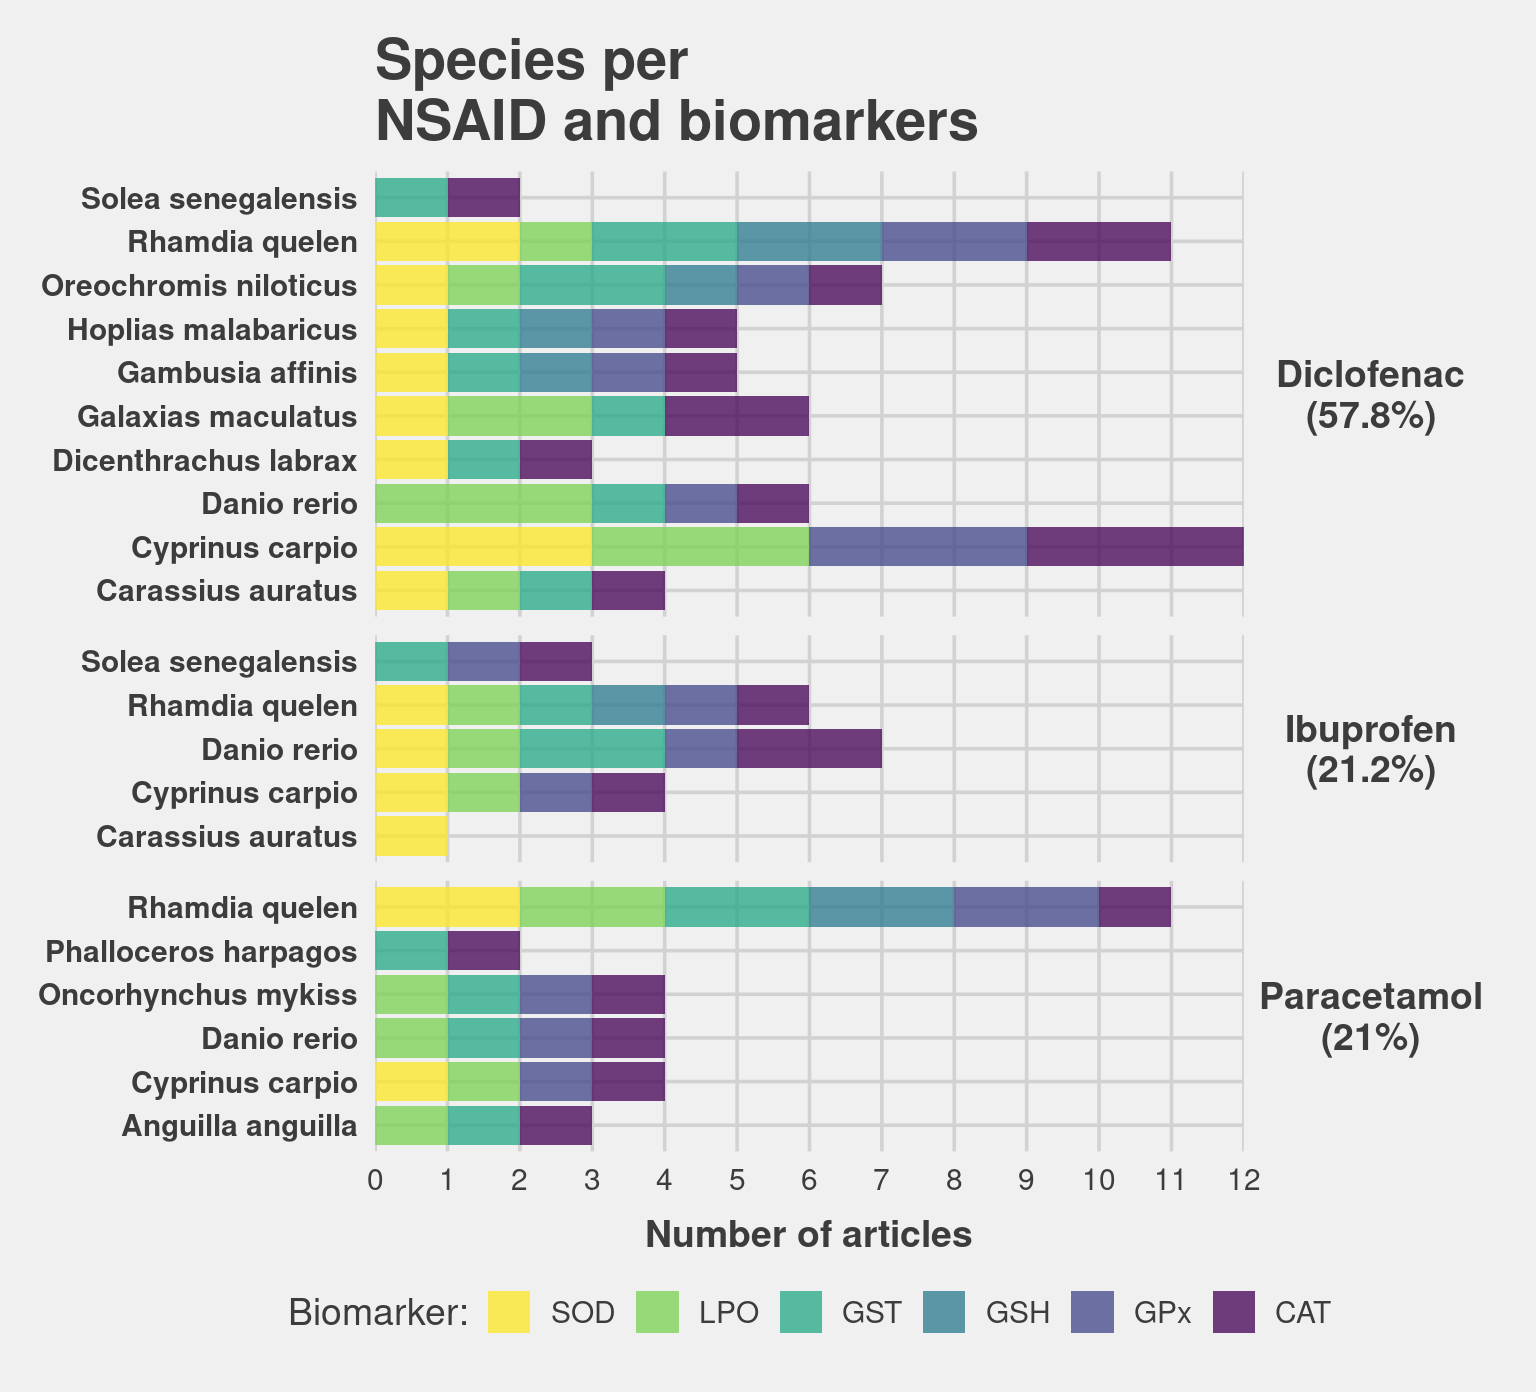 Species per
NSAID and biomarkers
Solea senegalensis
Rhamdia quelen
Oreochromis niloticus
Hoplias malabaricus
Gambusia affinis
Galaxias maculatus
Dicenthrachus labrax
Danio rerio
Cyprinus carpio
Carassius auratus
Diclofenac
(57.8%)
Solea senegalensis
Rhamdia quelen
Danio rerio
Cyprinus carpio
Carassius auratus
Ibuprofen
(21.2%)
Rhamdia quelen
Phalloceros harpagos
Oncorhynchus mykiss
Danio rerio
Cyprinus carpio
Anguilla anguilla
Paracetamol
(21%)
0 1 2 3 4 5 6 7 8 9 10 11 12
Number of articles
Biomarker: SOD LPO GST GSH GPx CAT